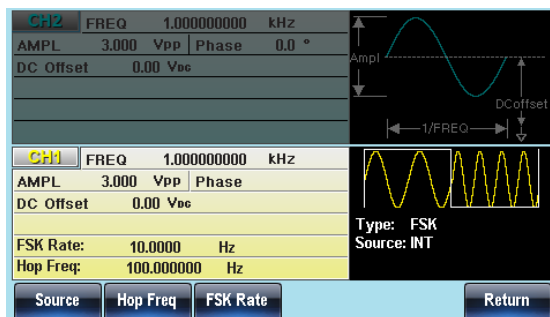 CH2 FREQ 1.000000000 kHz
AMPL 3.000 Vpp Phase 0.0 °
DC Offset 0.00 VDC
Ampl
DCoffset
1/FREQ
CH1 FREQ 1.000000000 kHz
AMPL 3.000 Vpp Phase
DC Offset 0.00 VDC
FSK Rate: 10.0000 Hz
Hop Freq: 100.000000 Hz
Type: FSK
Source: INT
Source Hop Freq FSK Rate Return